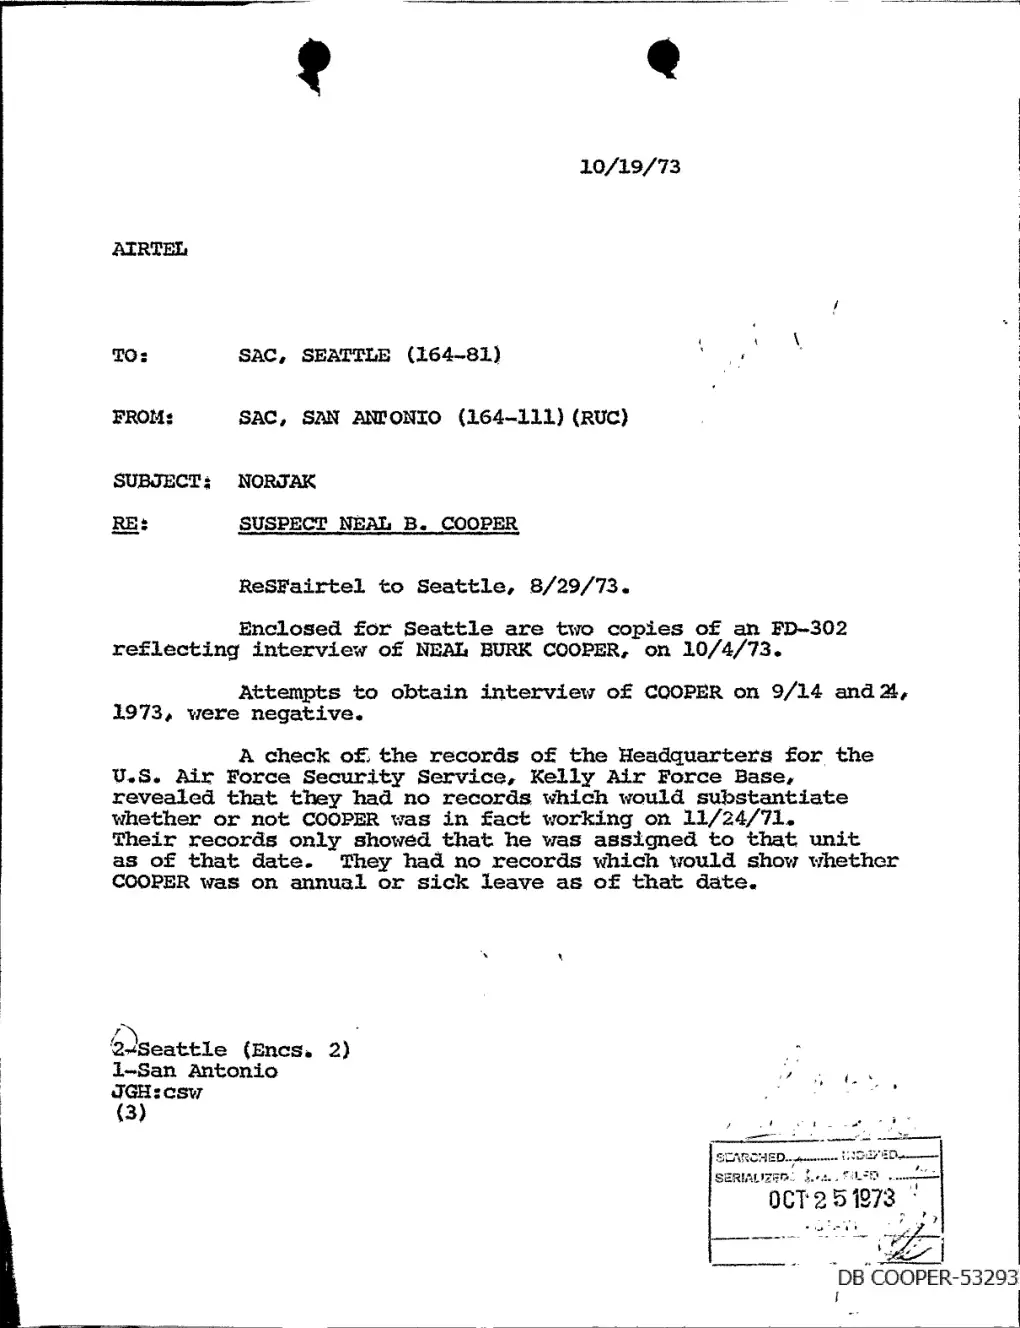 10/19/73
AIRTEL
TO: SAC, SEATTLE (164-81)
FROM: SAC, SAN ANTONIO (164-111)(RUC)
SUBJECT: NORJAK
RE: SUSPECT NEAL B. COOPER
ReSFairtel to Seattle, 8/29/73.
Enclosed for Seattle are two copies of an FD-302
reflecting interview of NEAL BURK COOPER, on 10/4/73.
Attempts to obtain interview of COOPER on 9/14 and 24,
1973, were negative.
A check of the records of the Headquarters for the
U.S. Air Force Security Service, Kelly Air Force Base,
revealed that they had no records which would substantiate
whether or not COOPER was in fact working on 11/24/71.
Their records only showed that he was assigned to that unit
as of that date. They had no records which would show whether
COOPER was on annual or sick leave as of that date.
2-Seattle (Encs. 2)
1-San Antonio
JGH:csw
(3)
SEARCHED INDEXED
SERIALIZED FILED
OCT 25 1973
DB COOPER-53293